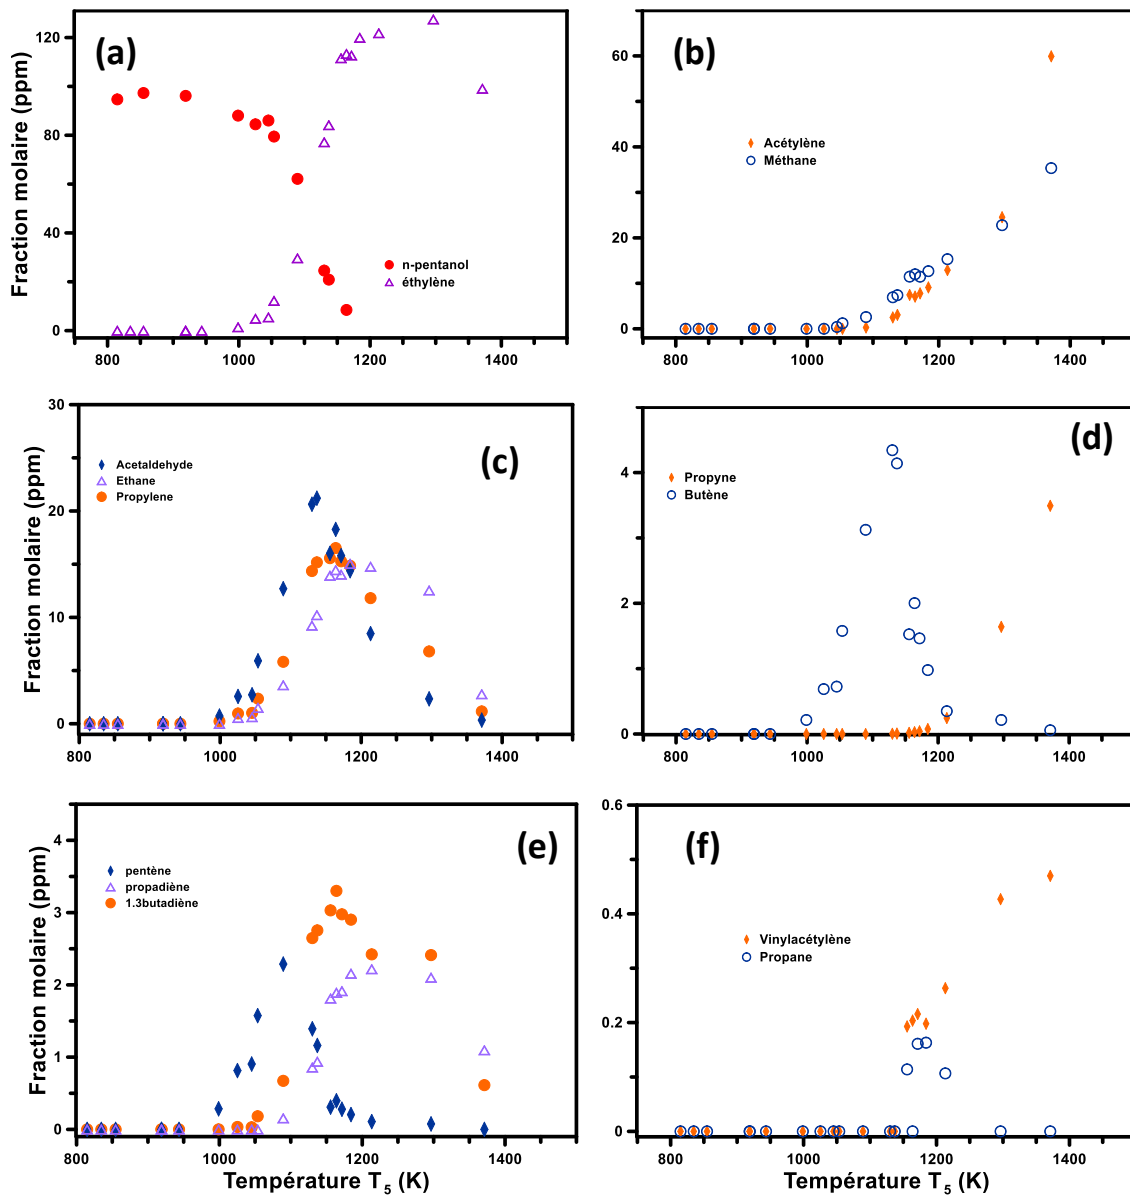 (a)
Fraction molaire (ppm)
120
80
40
0
n-pentanol
éthylène
800
1000
1200
1400
(b)
60
40
20
0
Acétylène
Méthane
800
1000
1200
1400
(c)
Fraction molaire (ppm)
30
20
10
0
Acetaldehyde
Ethane
Propylene
800
1000
1200
1400
(d)
4
2
0
Propyne
Butène
800
1000
1200
1400
(e)
Fraction molaire (ppm)
4
3
2
1
0
pentène
propadiène
1.3butadiène
800
1000
1200
1400
Température T5 (K)
(f)
0.6
0.4
0.2
0
Vinylacétylène
Propane
800
1000
1200
1400
Température T5 (K)